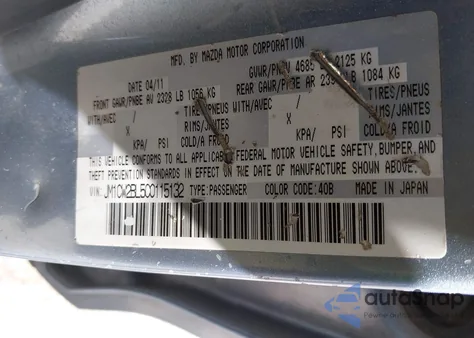 MFD. BY MAZDA MOTOR CORPORATION
DATE 04/11 GVWR/PNBV 4685 2125 KG
FRONT GAWR/PNBE AV 2328 LB 1056 KG REAR GAWR/PNBE AR 239 LB 1084 KG
WITH/AVEC / TIRES/PNEUS WITH/AVEC / TIRES/PNEUS
X RIMS/JANTES X RIMS/JANTES
/ KPA/ PSI COLD/A FROID / KPA/ PSI COLD/A FROID
THIS VEHICLE CONFORMS TO ALL APPLICABLE FEDERAL MOTOR VEHICLE SAFETY, BUMPER, AND
THEFT PREVENTION STANDARDS IN EFFECT ON THE DATE OF MANUFACTURE SHOWN ABOVE.
VIN: JM1CW2BL5C0115132 TYPE:PASSENGER COLOR CODE:40B MADE IN JAPAN
autoSnap